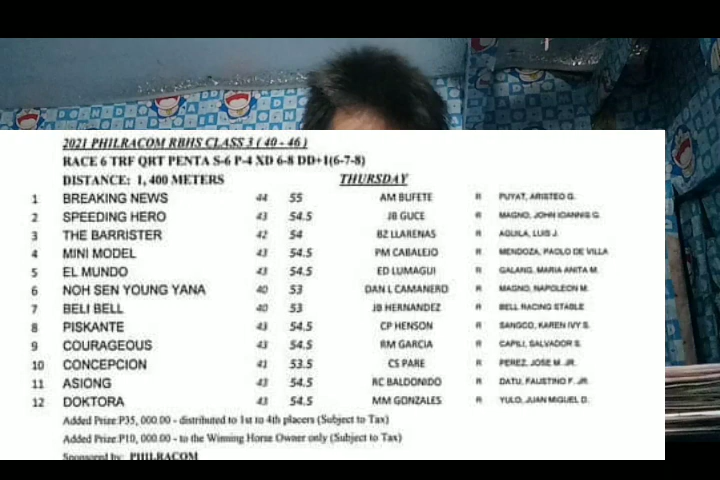 2021 PHILRACOM RBHS CLASS 3 ( 40 - 46 )
RACE 6 TRF QRT PENTA S-6 P-4 XD 6-8 DD+1(6-7-8)
DISTANCE: 1, 400 METERS THURSDAY
1 BREAKING NEWS 44 55 AM BUFETE R PUYAT, ARISTEO G.
2 SPEEDING HERO 43 54.5 JB GUCE R MAGNO, JOHN IOANNIS G.
3 THE BARRISTER 42 54 BZ LLARENAS R AGUILA, LUIS J.
4 MINI MODEL 43 54.5 PM CABALEJO R MENDOZA, PAOLO DE VILLA
5 EL MUNDO 43 54.5 ED LUMAGUI R GALANG, MARIA ANITA M.
6 NOH SEN YOUNG YANA 40 53 DAN L CAMANERO R MAGNO, NAPOLEON M.
7 BELI BELL 40 53 JB HERNANDEZ R BELL RACING STABLE
8 PISKANTE 43 54.5 CP HENSON R SANGCO, KAREN IVY S.
9 COURAGEOUS 43 54.5 RM GARCIA R CAPILI, SALVADOR S.
10 CONCEPCION 41 53.5 CS PARE R PEREZ, JOSE M. JR.
11 ASIONG 43 54.5 RC BALDONIDO R DATU, FAUSTINO F. JR.
12 DOKTORA 43 54.5 MM GONZALES R YULO, JUAN MIGUEL D.
Added Prize:P35, 000.00 - distributed to 1st to 4th placers (Subject to Tax)
Added Prize:P10, 000.00 - to the Winning Horse Owner only (Subject to Tax)
Sponsored by: PHILRACOM